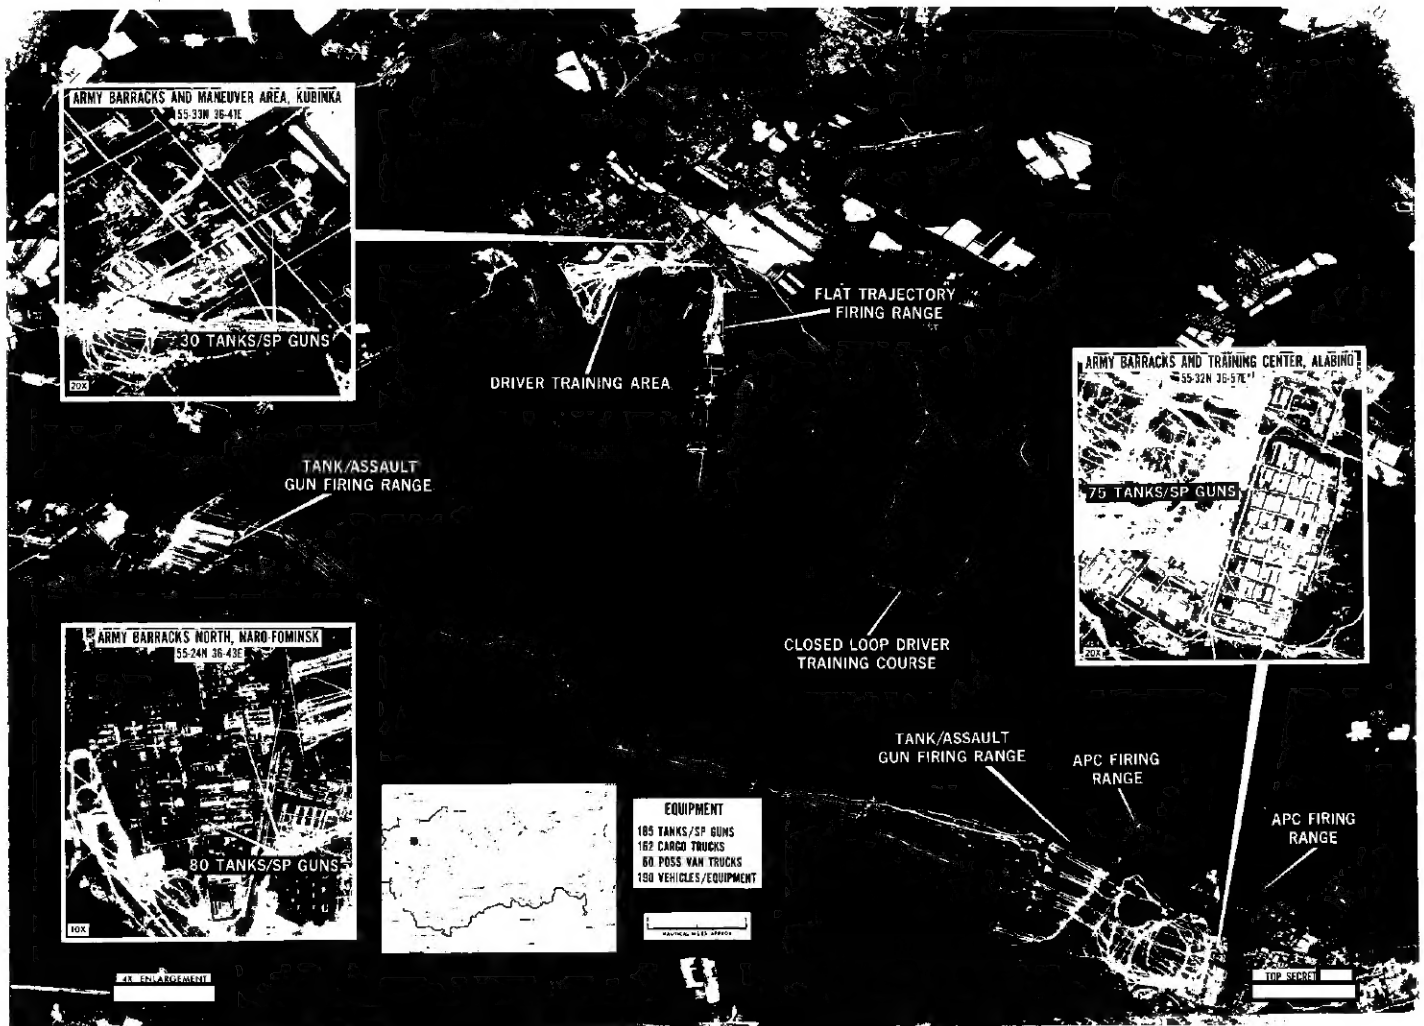 ARMY BARRACKS AND MANEUVER AREA, KUBINKA
55-33N 36-41E
30 TANKS/SP GUNS
20X
FLAT TRAJECTORY
FIRING RANGE
DRIVER TRAINING AREA
ARMY BARRACKS AND TRAINING CENTER, ALABINO
55-32N 36-57E
75 TANKS/SP GUNS
20X
TANK/ASSAULT
GUN FIRING RANGE
CLOSED LOOP DRIVER
TRAINING COURSE
ARMY BARRACKS NORTH, NARO-FOMINSK
55-24N 36-43E
80 TANKS/SP GUNS
10X
TANK/ASSAULT
GUN FIRING RANGE
APC FIRING
RANGE
APC FIRING
RANGE
EQUIPMENT
185 TANKS/SP GUNS
162 CARGO TRUCKS
60 POSS VAN TRUCKS
190 VEHICLES/EQUIPMENT
NAUTICAL MILES APPROX
4X ENLARGEMENT
TOP SECRET